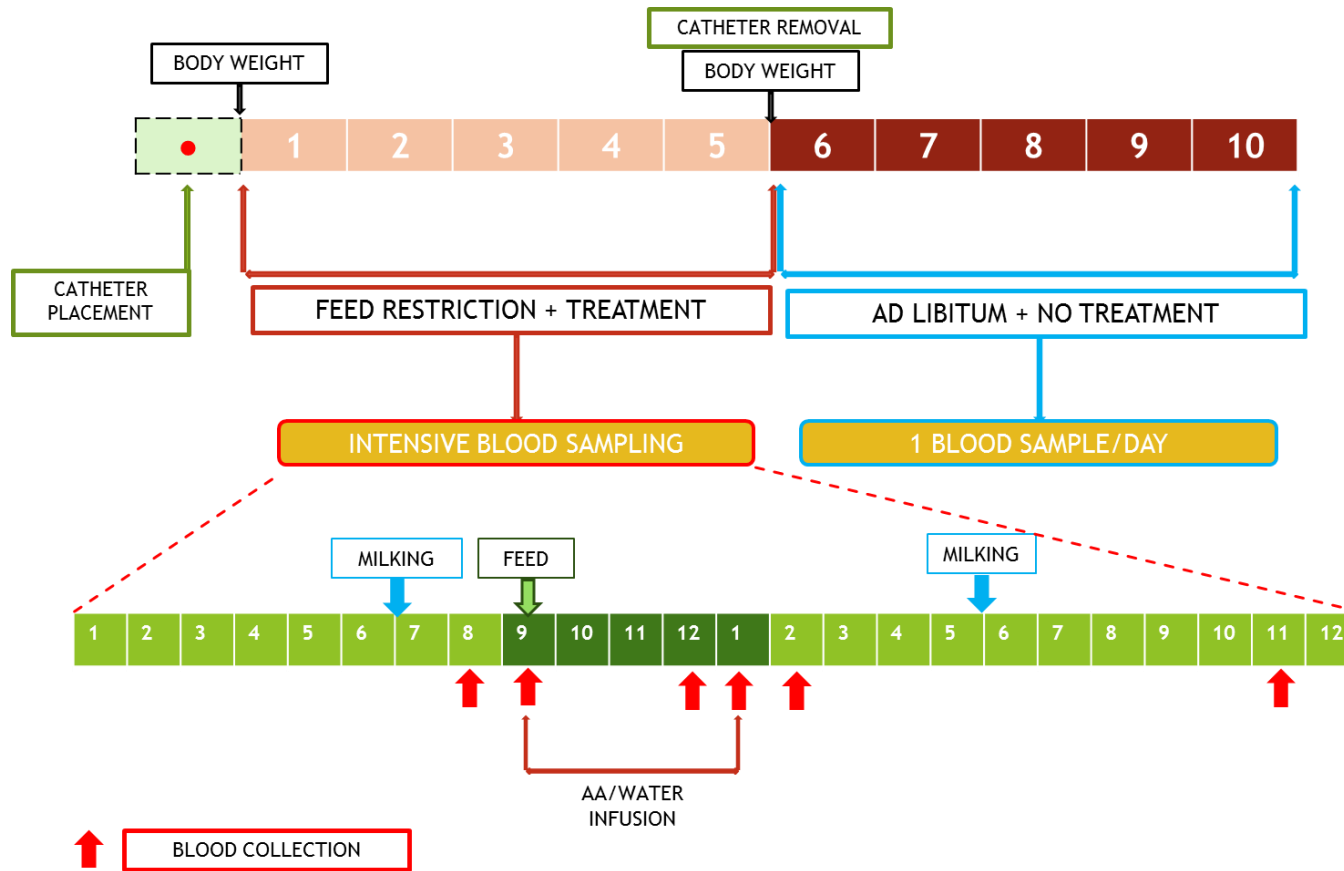 CATHETER REMOVAL
BODY WEIGHT
BODY WEIGHT
1 2 3 4 5 6 7 8 9 10
CATHETER
PLACEMENT
FEED RESTRICTION + TREATMENT
AD LIBITUM + NO TREATMENT
INTENSIVE BLOOD SAMPLING
1 BLOOD SAMPLE/DAY
MILKING
FEED
MILKING
1 2 3 4 5 6 7 8 9 10 11 12 1 2 3 4 5 6 7 8 9 10 11 12
AA/WATER
INFUSION
BLOOD COLLECTION